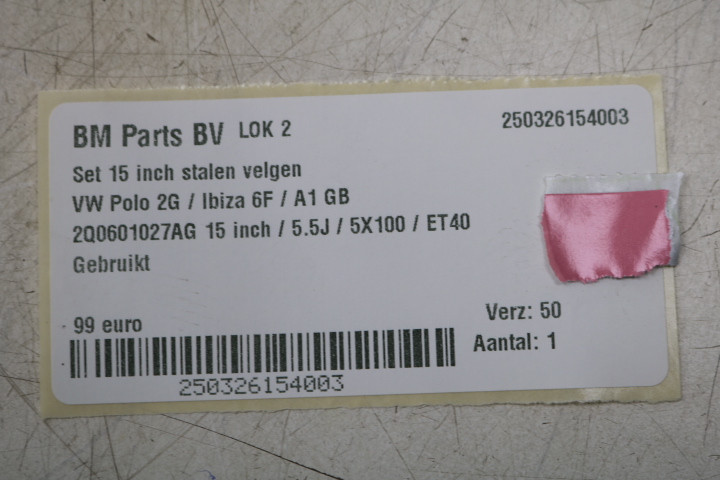 BM Parts BV LOK 2
250326154003
Set 15 inch stalen velgen
VW Polo 2G / Ibiza 6F / A1 GB
2Q0601027AG 15 inch / 5.5J / 5X100 / ET40
Gebruikt
99 euro
Verz: 50
Aantal: 1
250326154003